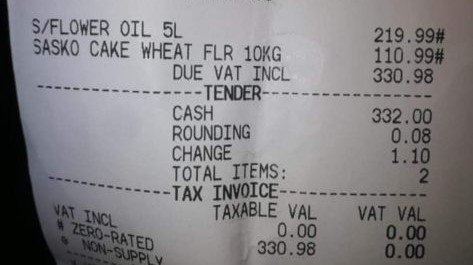 S/FLOWER OIL 5L 219.99#
SASKO CAKE WHEAT FLR 10KG 110.99#
DUE VAT INCL 330.98
----------------TENDER----------------
CASH 332.00
ROUNDING 0.08
CHANGE 1.10
TOTAL ITEMS: 2
--------------TAX INVOICE--------------
TAXABLE VAL VAT VAL
VAT INCL 0.00 0.00
# ZERO-RATED 330.98 0.00
NON-SUPPLY